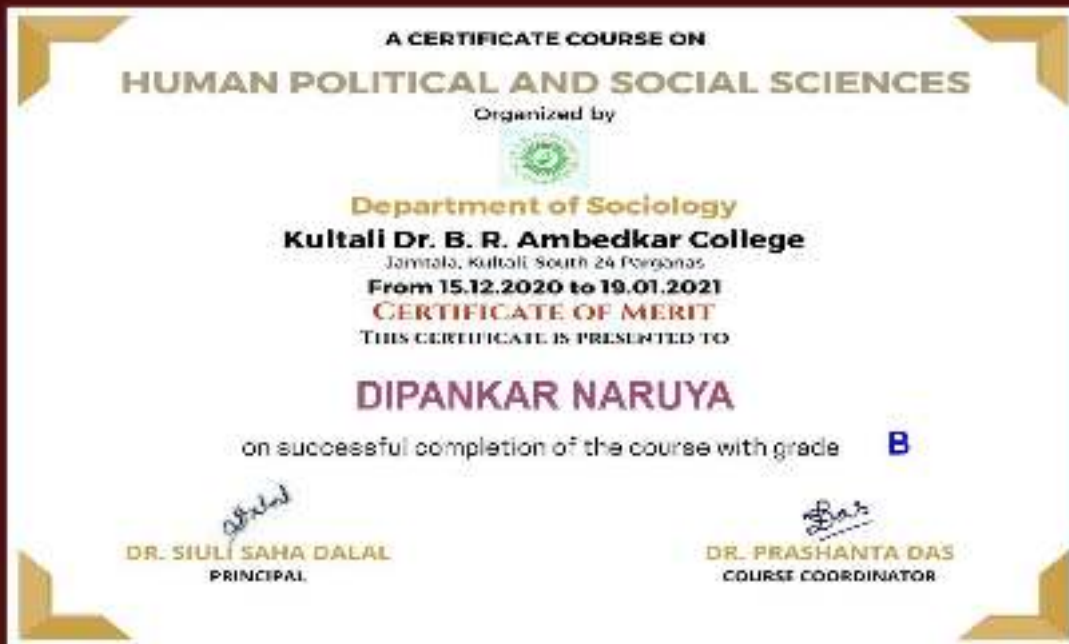 A CERTIFICATE COURSE ON
HUMAN POLITICAL AND SOCIAL SCIENCES
Organized by
Department of Sociology
Kultali Dr. B. R. Ambedkar College
Jamtala, Kultali, South 24 Parganas
From 15.12.2020 to 19.01.2021
CERTIFICATE OF MERIT
THIS CERTIFICATE IS PRESENTED TO
DIPANKAR NARUYA
on successful completion of the course with grade B
DR. SIULI SAHA DALAL
PRINCIPAL
Das
DR. PRASHANTA DAS
COURSE COORDINATOR